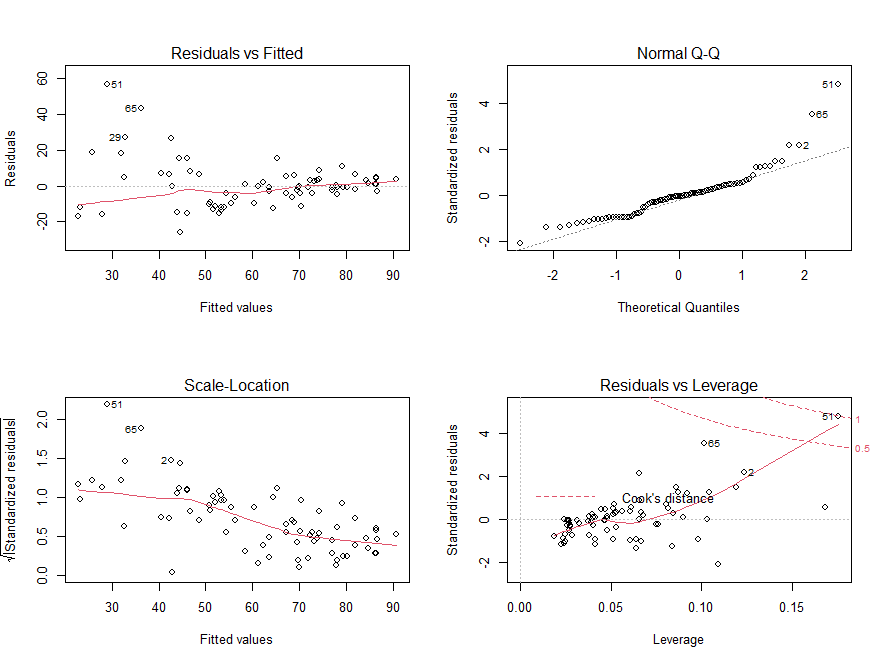 Residuals vs Fitted
Residuals
60
40
20
0
20
51
65
29
30 40 50 60 70 80 90
Fitted values
Normal Q-Q
Standardized residuals
4
2
0
-2
51
65
2
-2 -1 0 1 2
Theoretical Quantiles
Scale-Location
√|Standardized residuals|
2.0
1.5
1.0
0.5
0.0
51
65
2
30 40 50 60 70 80 90
Fitted values
Residuals vs Leverage
Standardized residuals
4
2
0
-2
51
65
2
1
0.5
Cook's distance
0.00 0.05 0.10 0.15
Leverage